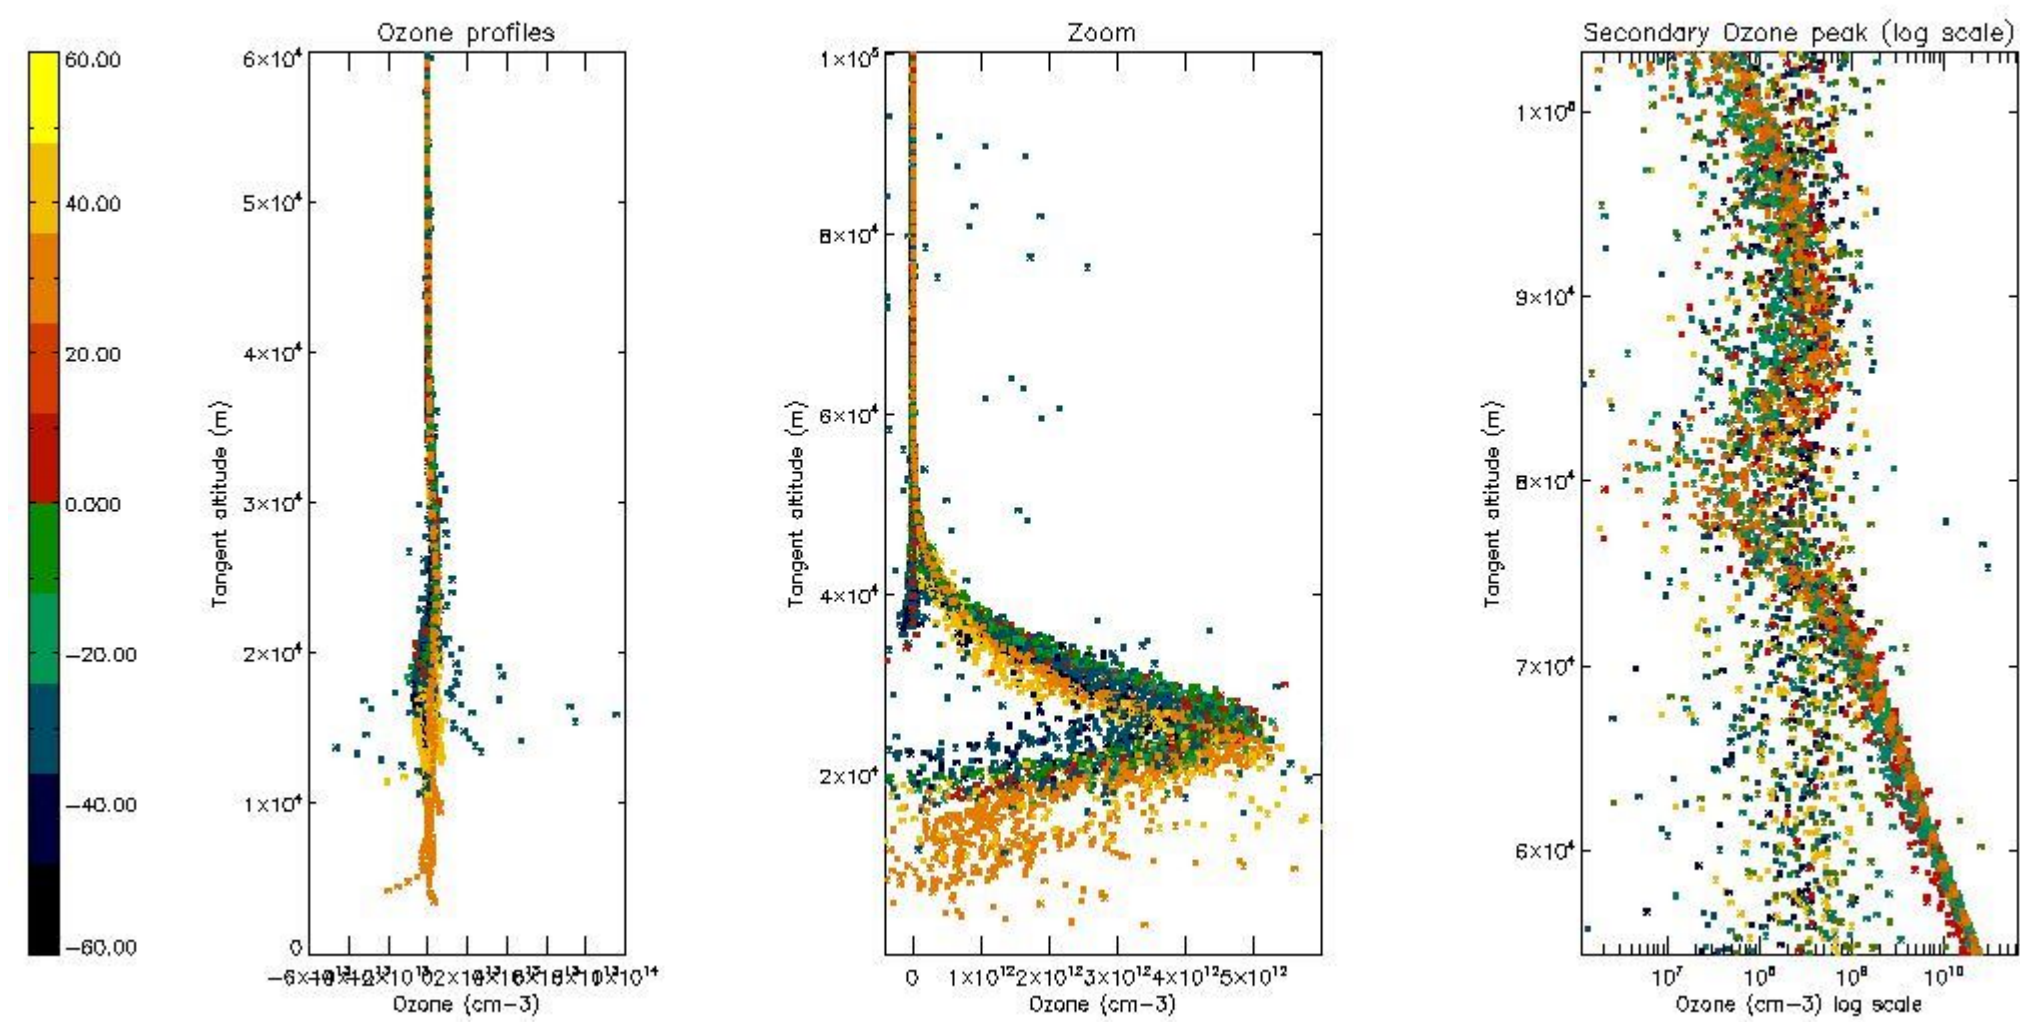 Ozone profiles
Zoom
Secondary Ozone peak (log scale)
60.00
40.00
20.00
0.000
−20.00
−40.00
−60.00
6×10⁴
5×10⁴
4×10⁴
3×10⁴
2×10⁴
1×10⁴
0
Tangent altitude (m)
Ozone (cm−3)
1×10⁵
8×10⁴
6×10⁴
4×10⁴
2×10⁴
Tangent altitude (m)
0 1×10¹² 2×10¹² 3×10¹² 4×10¹² 5×10¹²
Ozone (cm−3)
1×10⁵
9×10⁴
8×10⁴
7×10⁴
6×10⁴
Tangent altitude (m)
10⁷ 10⁸ 10⁹ 10¹⁰
Ozone (cm−3) log scale